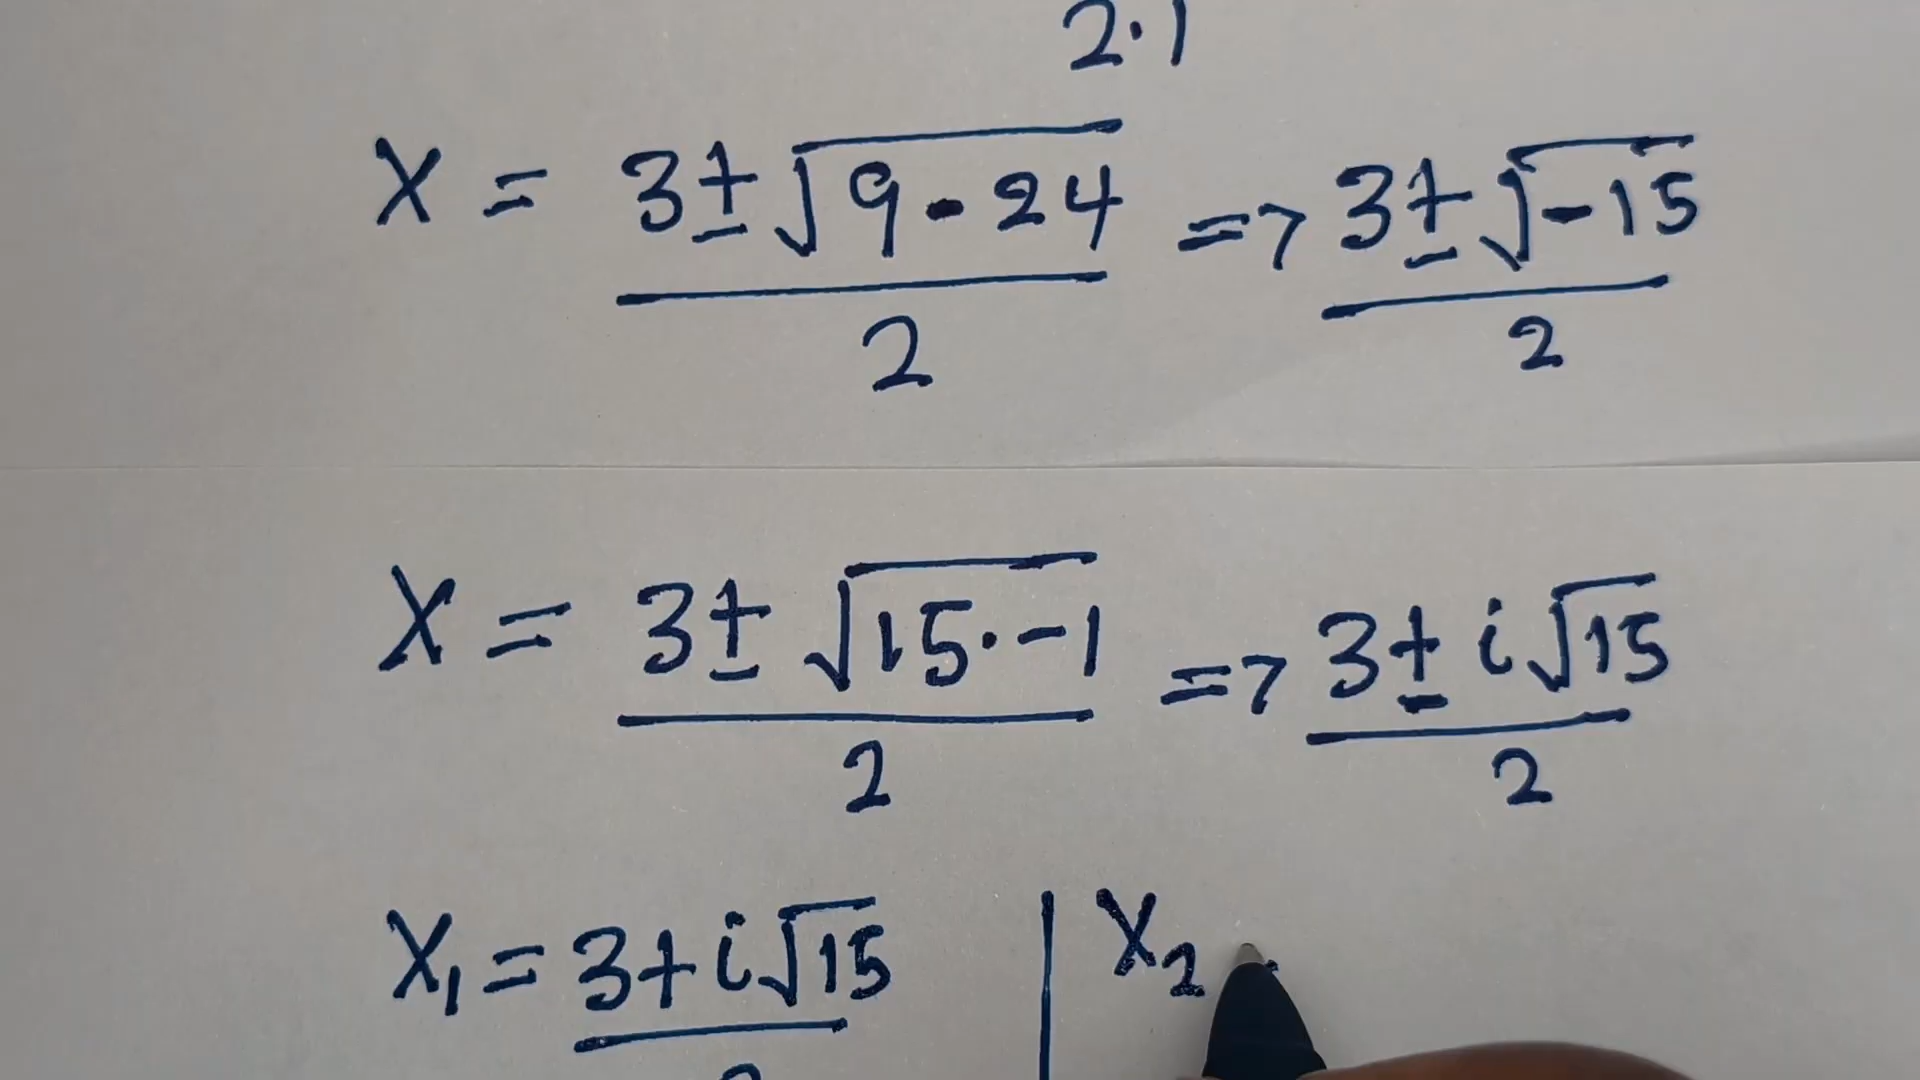 2·1
X = 3±√9-24 => 3±√-15
2 2
X = 3±√15·-1 => 3±i√15
2 2
X₁ = 3+i√15 | X₂